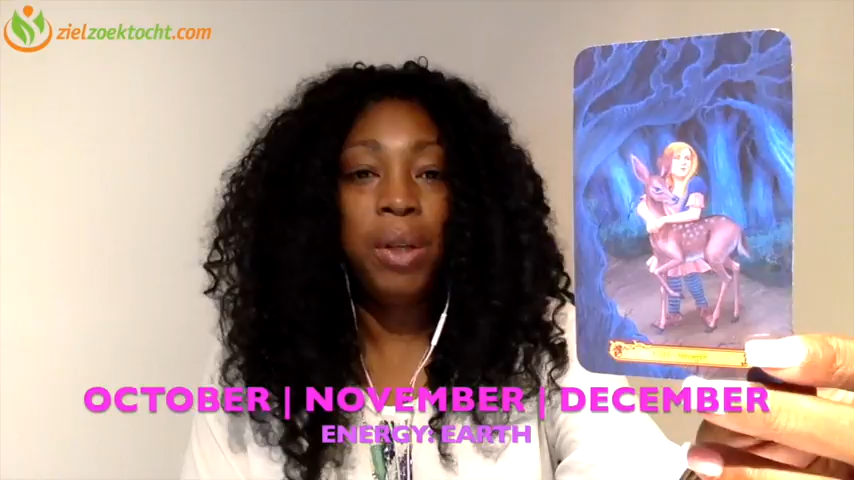 zielzoektocht.com
OCTOBER | NOVEMBER | DECEMBER
ENERGY: EARTH